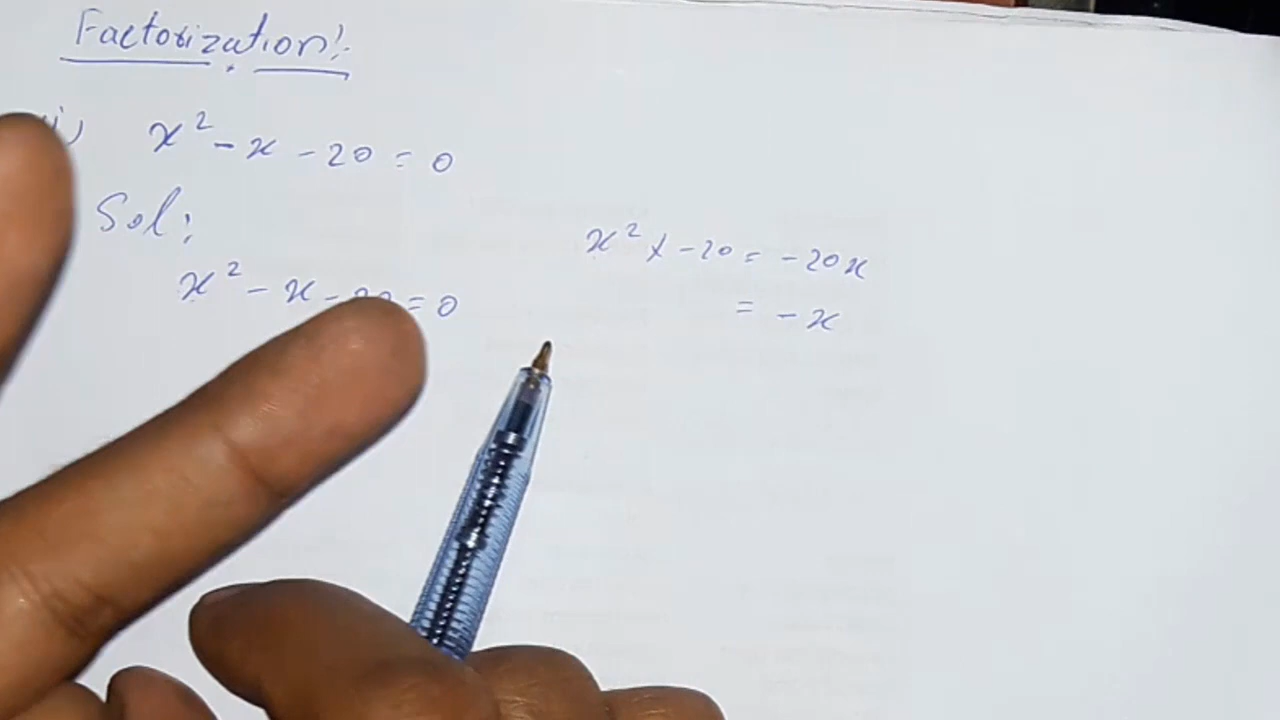 Factorization:
i) x² - x - 20 = 0
Sol:
x² - x - 20 = 0
x² x -20 = -20x
= -x